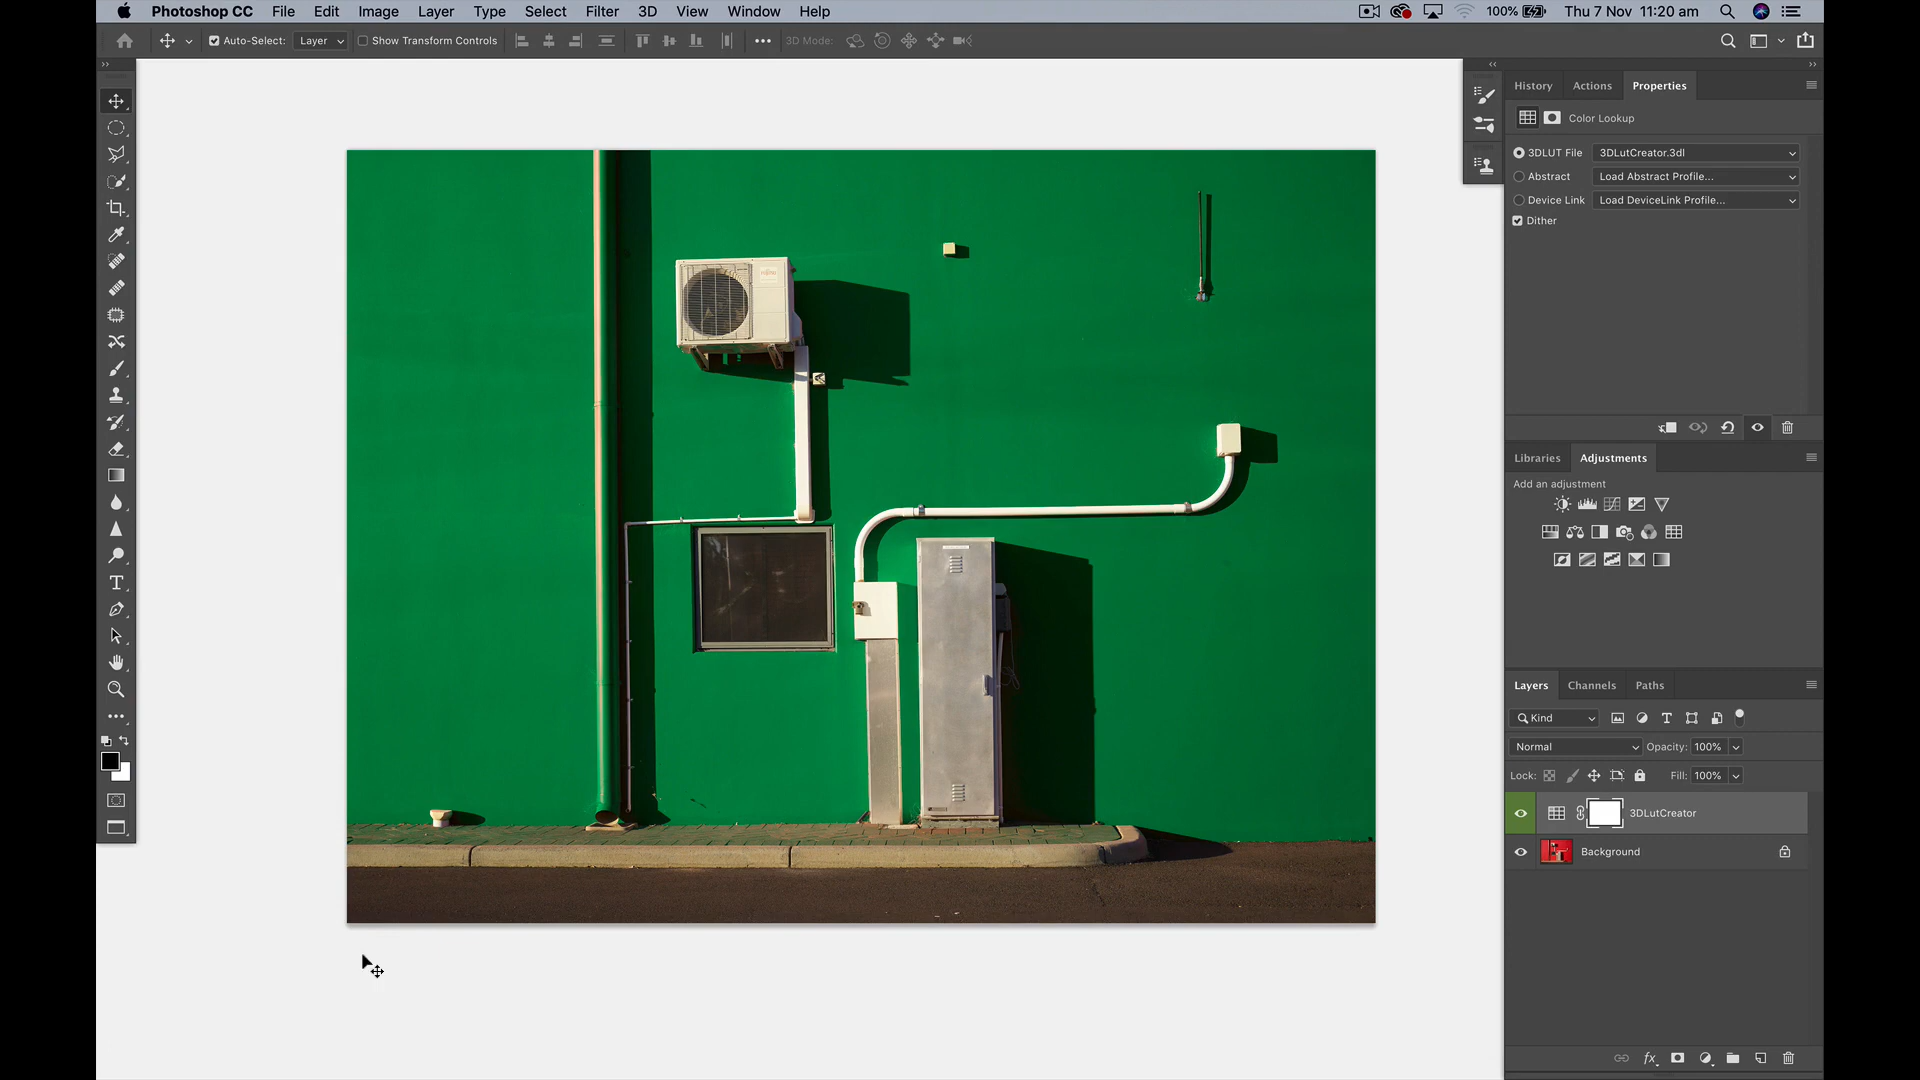 Photoshop CC File Edit Image Layer Type Select Filter 3D View Window Help 100% Thu 7 Nov 11:20 am
Auto-Select: Layer Show Transform Controls 3D Mode:
History Actions Properties
Color Lookup
3DLUT File 3DLutCreator.3dl
Abstract Load Abstract Profile...
Device Link Load DeviceLink Profile...
Dither
Libraries Adjustments
Add an adjustment
Layers Channels Paths
Kind
Normal Opacity: 100%
Lock: Fill: 100%
3DLutCreator
Background
fx